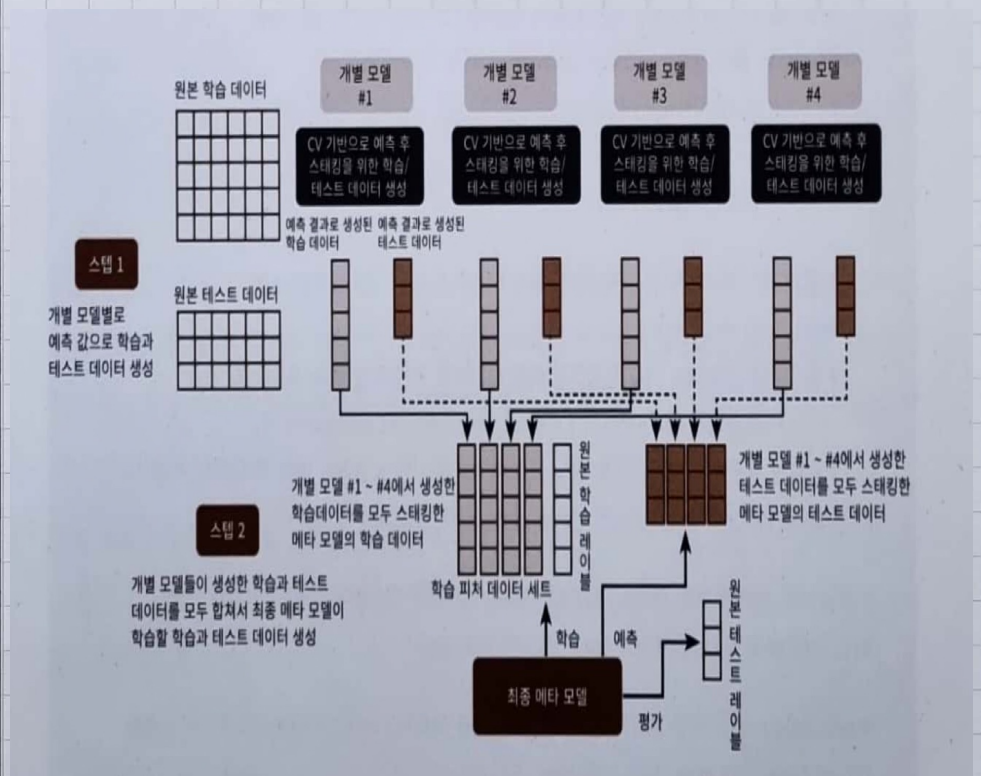 개별 모델
#1
개별 모델
#2
개별 모델
#3
개별 모델
#4
원본 학습 데이터
CV 기반으로 예측 후
스태킹을 위한 학습/
테스트 데이터 생성
CV 기반으로 예측 후
스태킹을 위한 학습/
테스트 데이터 생성
CV 기반으로 예측 후
스태킹을 위한 학습/
테스트 데이터 생성
CV 기반으로 예측 후
스태킹을 위한 학습/
테스트 데이터 생성
예측 결과로 생성된
학습 데이터
예측 결과로 생성된
테스트 데이터
스텝 1
개별 모델별로
예측 값으로 학습과
테스트 데이터 생성
원본 테스트 데이터
개별 모델 #1 ~ #4에서 생성한
학습데이터를 모두 스태킹한
메타 모델의 학습 데이터
원본 학습 레이블
개별 모델 #1 ~ #4에서 생성한
테스트 데이터를 모두 스태킹한
메타 모델의 테스트 데이터
스텝 2
개별 모델들이 생성한 학습과 테스트
데이터를 모두 합쳐서 최종 메타 모델이
학습할 학습과 테스트 데이터 생성
학습 피처 데이터 세트
학습
예측
원본 테스트 레이블
최종 메타 모델
평가